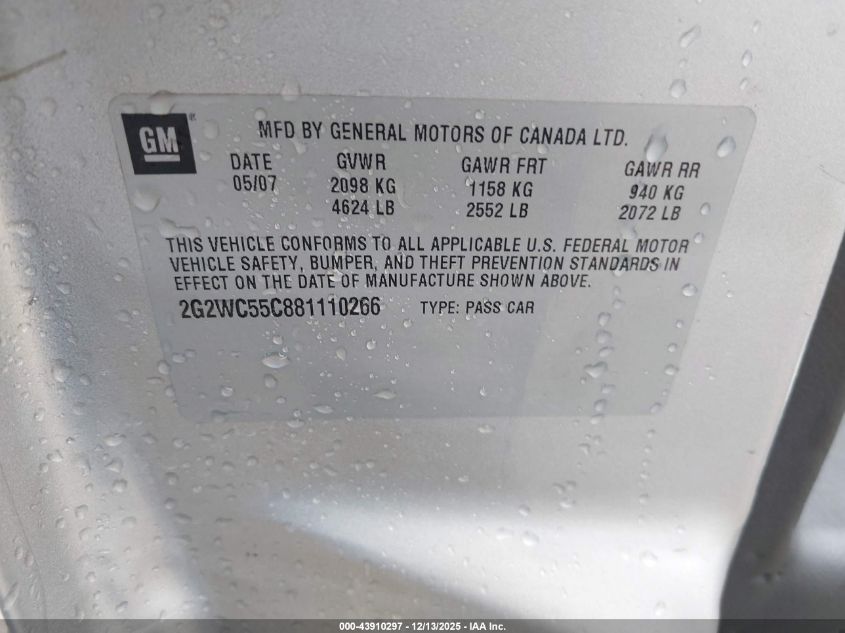 GM®
MFD BY GENERAL MOTORS OF CANADA LTD.
DATE GVWR GAWR FRT GAWR RR
05/07 2098 KG 1158 KG 940 KG
4624 LB 2552 LB 2072 LB
THIS VEHICLE CONFORMS TO ALL APPLICABLE U.S. FEDERAL MOTOR
VEHICLE SAFETY, BUMPER, AND THEFT PREVENTION STANDARDS IN
EFFECT ON THE DATE OF MANUFACTURE SHOWN ABOVE.
2G2WC55C881110266 TYPE: PASS CAR
000-43910297 - 12/13/2025 - IAA Inc.